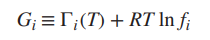 Gᵢ ≡ Γᵢ(T) + RT ln fᵢ